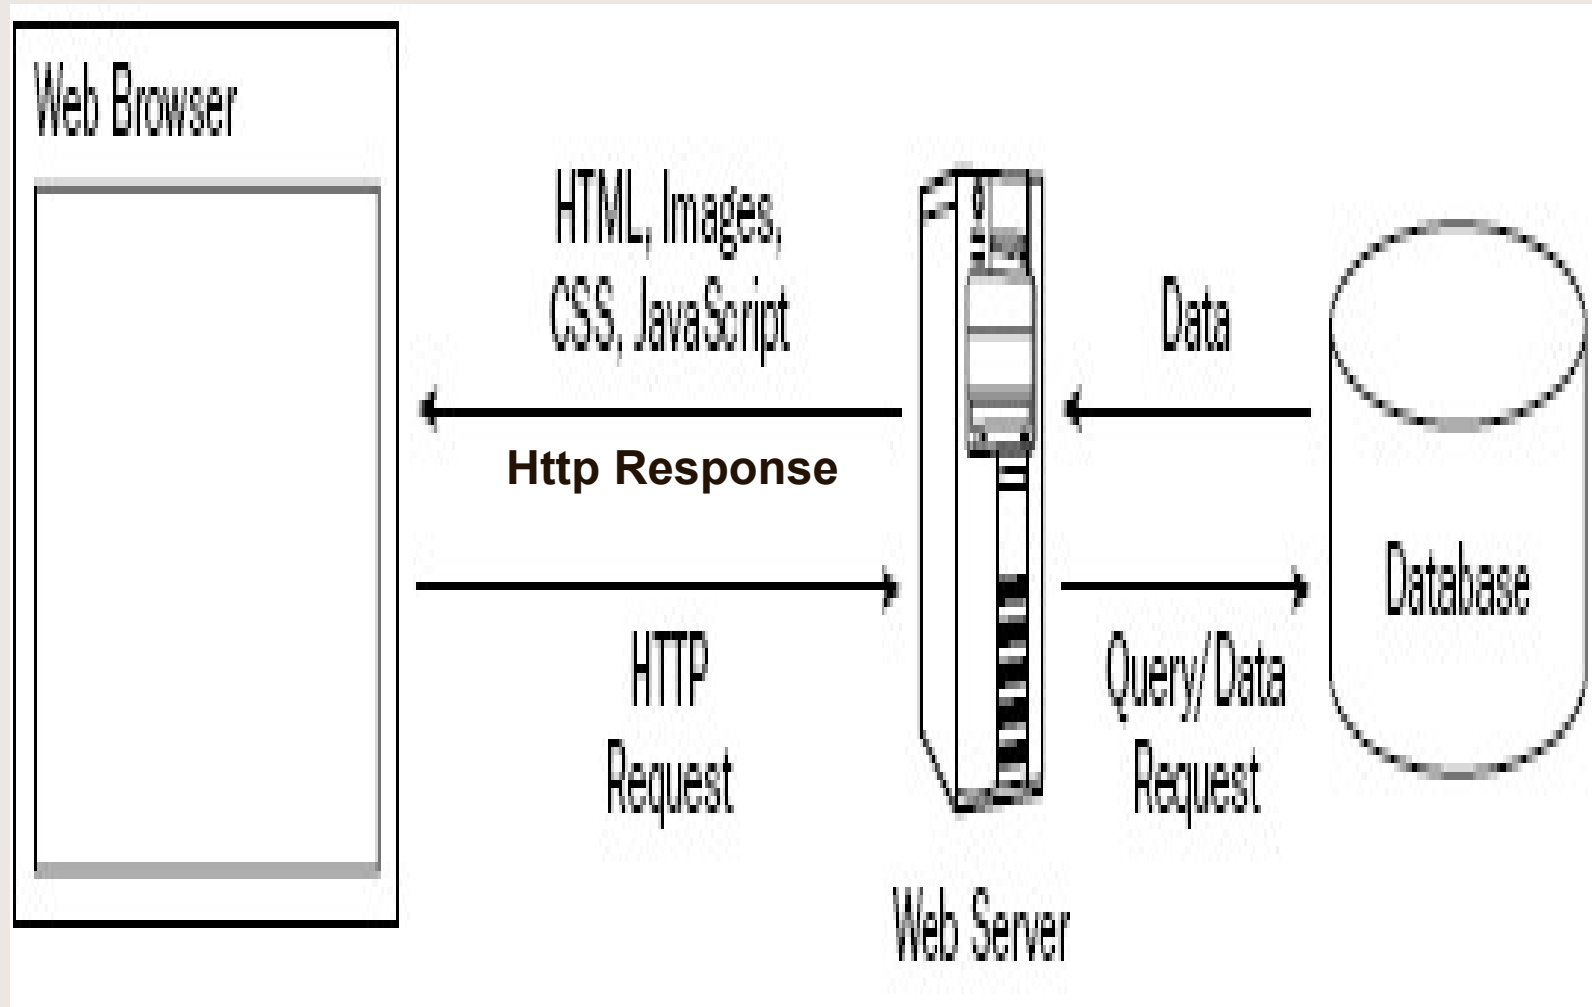 Web Browser
HTML, Images,
CSS, JavaScript
Http Response
HTTP
Request
Data
Query/Data
Request
Database
Web Server